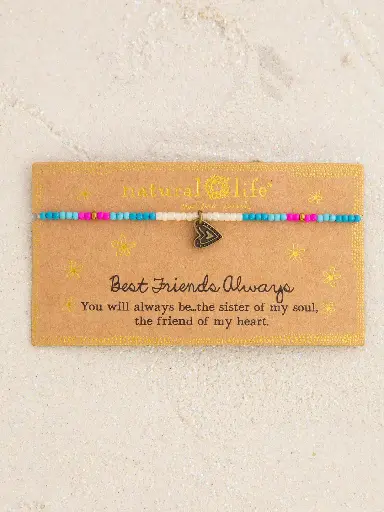 natural life
Best Friends Always
You will always be...the sister of my soul,
the friend of my heart.